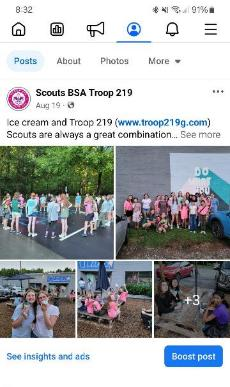 8:32
91%
Posts
About
Photos
More
Scouts BSA Troop 219
Aug 19
Ice cream and Troop 219 (www.troop219g.com)
Scouts are always a great combination... See more
DO
+3
See insights and ads
Boost post